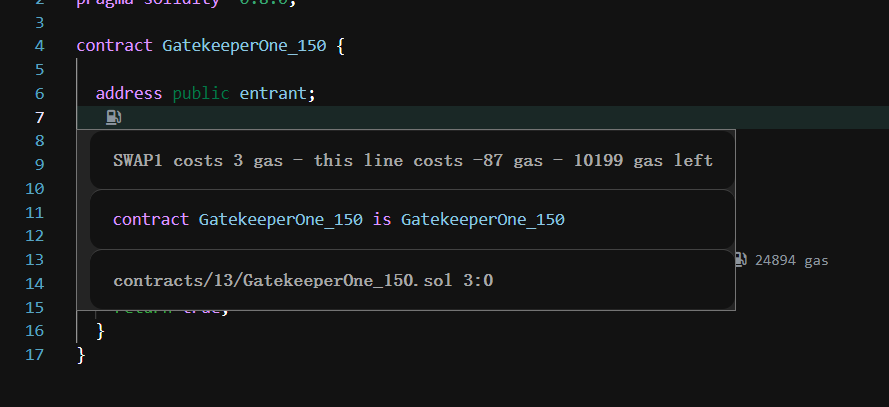 2 pragma solidity ^0.8.0;
3
4 contract GatekeeperOne_150 {
5
6 address public entrant;
7
8
SWAP1 costs 3 gas - this line costs -87 gas - 10199 gas left
9
10
11 contract GatekeeperOne_150 is GatekeeperOne_150
12
13 24894 gas
14 contracts/13/GatekeeperOne_150.sol 3:0
15 return true;
16 }
17 }